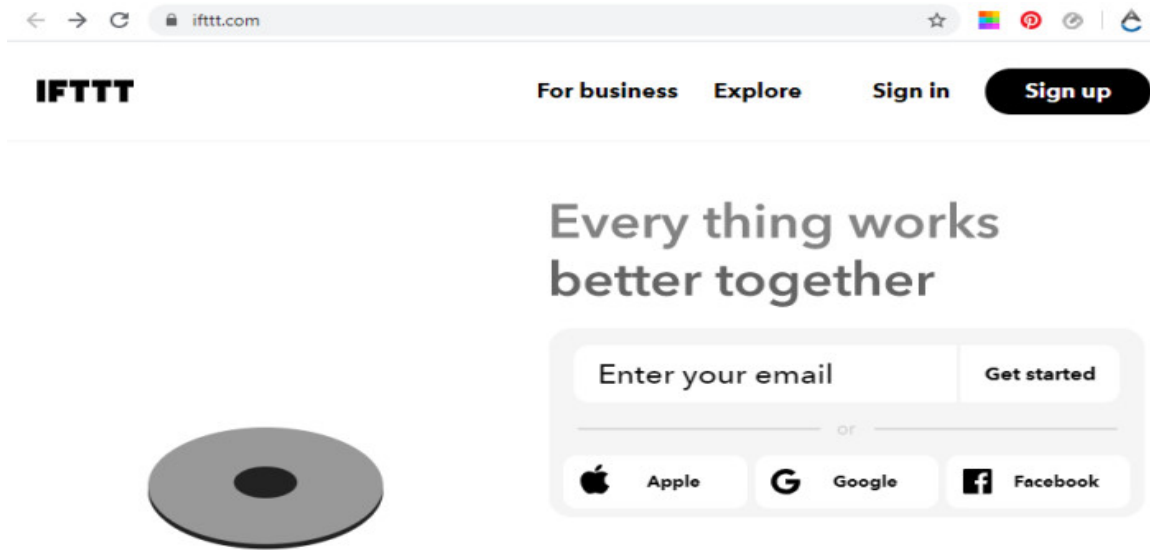 ifttt.com
IFTTT
For business Explore Sign in Sign up
Every thing works
better together
Enter your email Get started
or
Apple Google Facebook